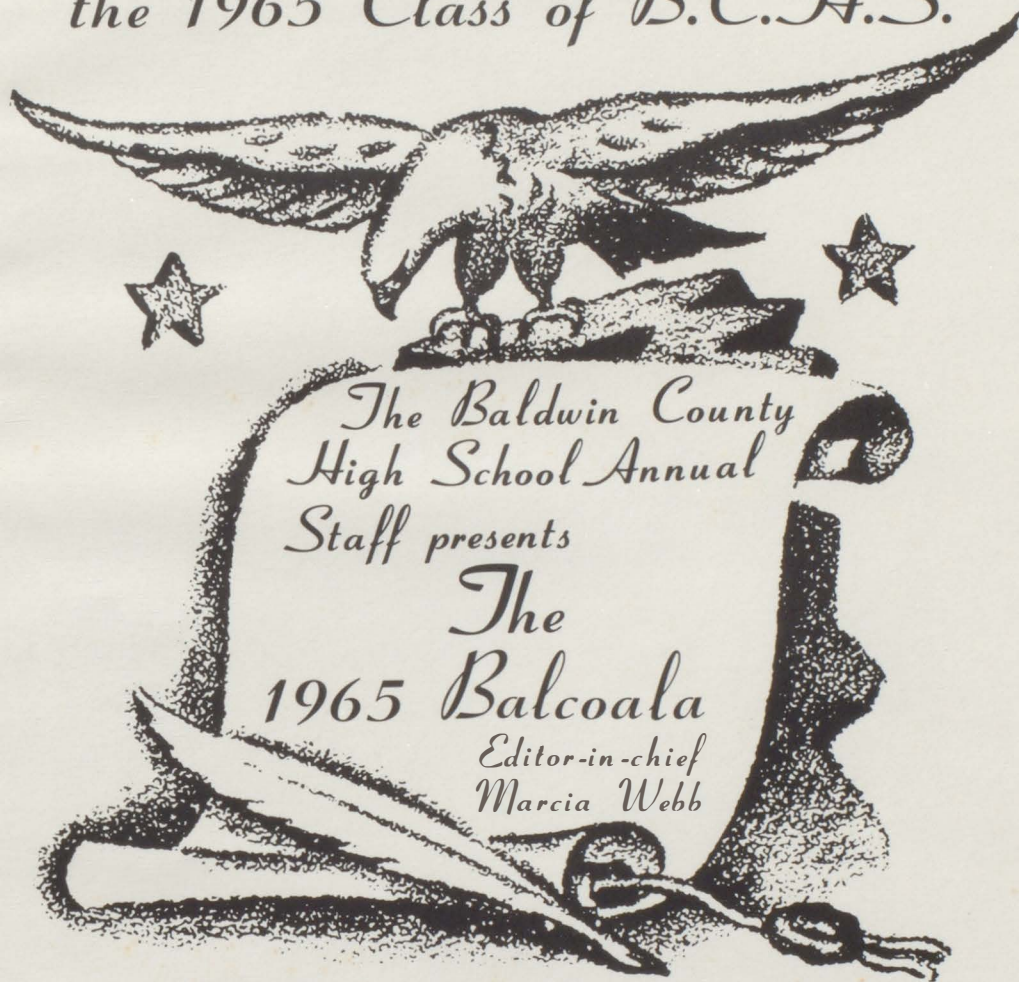 the 1965 Class of B.C.H.S.
The Baldwin County
High School Annual
Staff presents
The
1965 Balcoala
Editor-in-chief
Marcia Webb